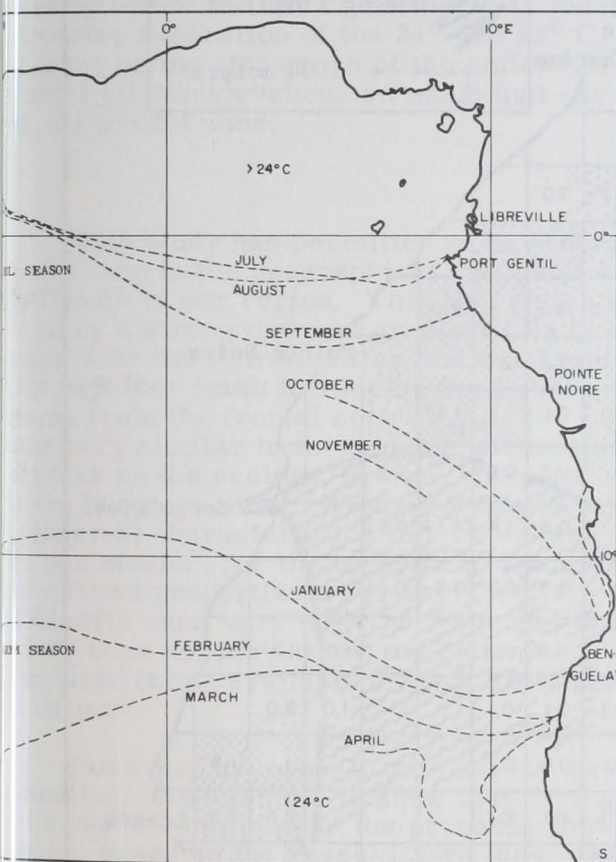 0°
10°E
>24°C
LIBREVILLE
0°
JULY
PORT GENTIL
SEASON
AUGUST
SEPTEMBER
OCTOBER
POINTE
NOIRE
NOVEMBER
10°
JANUARY
FEBRUARY
SEASON
BEN-
GUELA
MARCH
APRIL
<24°C
S